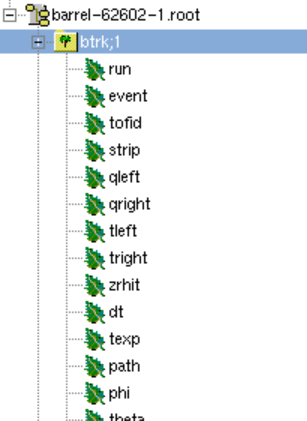 barrel-62602-1.root
btrk;1
run
event
tofid
strip
qleft
qright
tleft
tright
zrhit
dt
texp
path
phi
theta